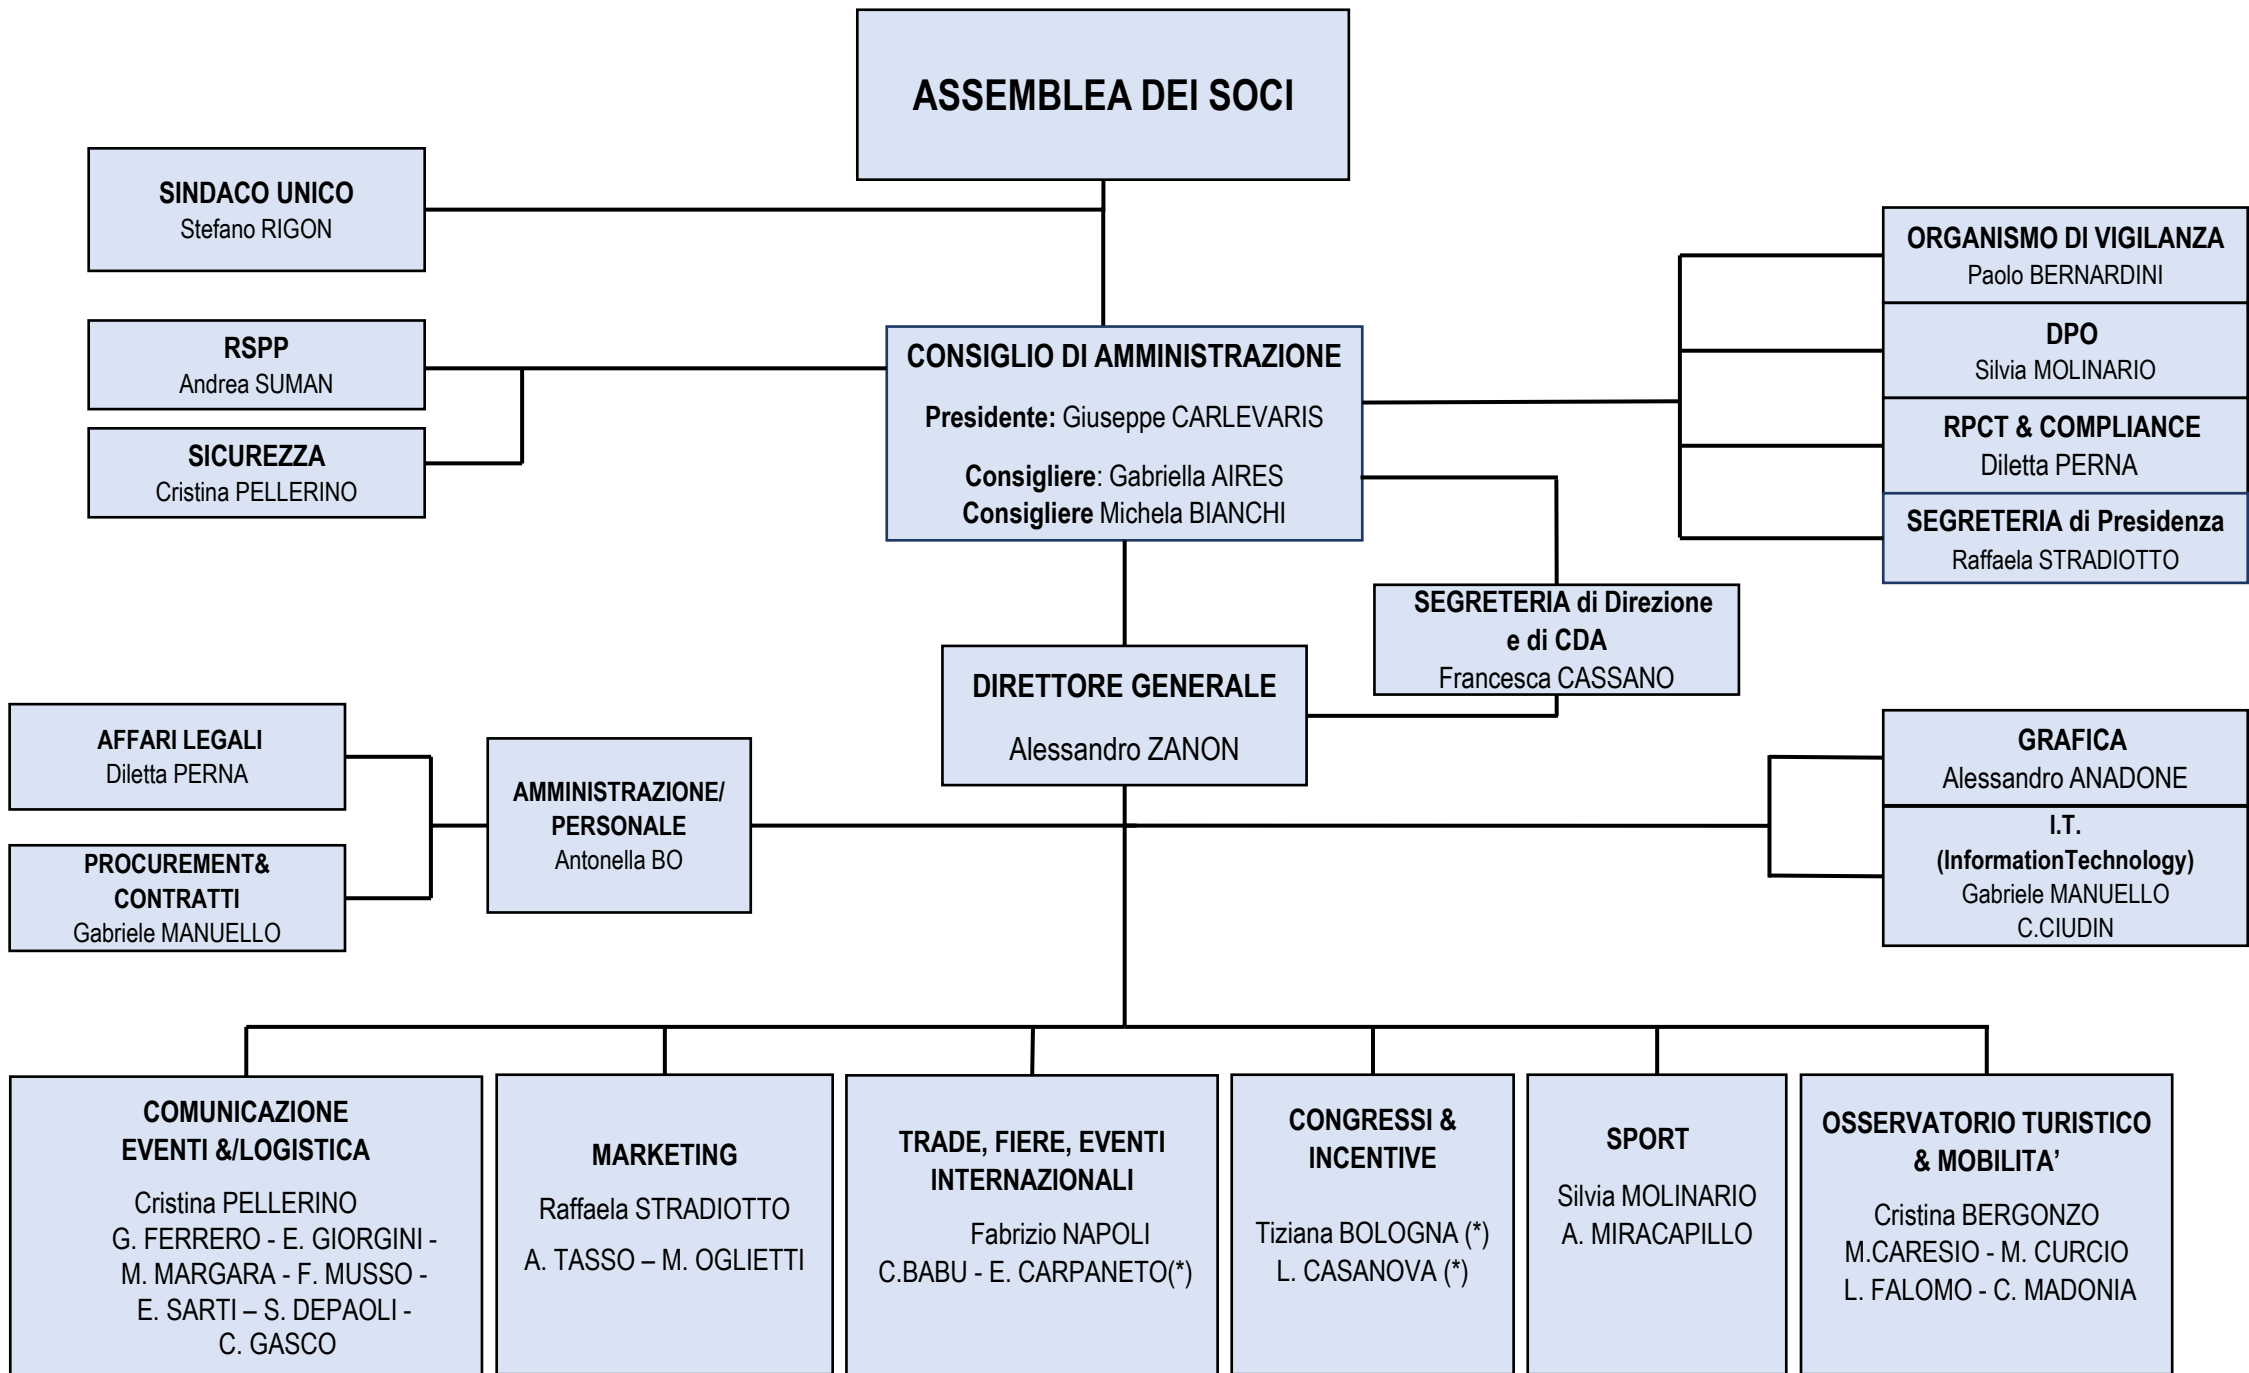 ASSEMBLEA DEI SOCI
SINDACO UNICO
Stefano RIGON
ORGANISMO DI VIGILANZA
Paolo BERNARDINI
DPO
Silvia MOLINARIO
RPCT & COMPLIANCE
Diletta PERNA
SEGRETERIA di Presidenza
Raffaela STRADIOTTO
RSPP
Andrea SUMAN
SICUREZZA
Cristina PELLERINO
CONSIGLIO DI AMMINISTRAZIONE
Presidente: Giuseppe CARLEVARIS
Consigliere: Gabriella AIRES
Consigliere Michela BIANCHI
SEGRETERIA di Direzione
e di CDA
Francesca CASSANO
DIRETTORE GENERALE
Alessandro ZANON
AFFARI LEGALI
Diletta PERNA
PROCUREMENT&
CONTRATTI
Gabriele MANUELLO
AMMINISTRAZIONE/
PERSONALE
Antonella BO
GRAFICA
Alessandro ANADONE
I.T.
(InformationTechnology)
Gabriele MANUELLO
C.CIUDIN
COMUNICAZIONE
EVENTI &/LOGISTICA
Cristina PELLERINO
G. FERRERO - E. GIORGINI -
M. MARGARA - F. MUSSO -
E. SARTI – S. DEPAOLI -
C. GASCO
MARKETING
Raffaela STRADIOTTO
A. TASSO – M. OGLIETTI
TRADE, FIERE, EVENTI
INTERNAZIONALI
Fabrizio NAPOLI
C.BABU - E. CARPANETO(*)
CONGRESSI &
INCENTIVE
Tiziana BOLOGNA (*)
L. CASANOVA (*)
SPORT
Silvia MOLINARIO
A. MIRACAPILLO
OSSERVATORIO TURISTICO
& MOBILITA’
Cristina BERGONZO
M.CARESIO - M. CURCIO
L. FALOMO - C. MADONIA